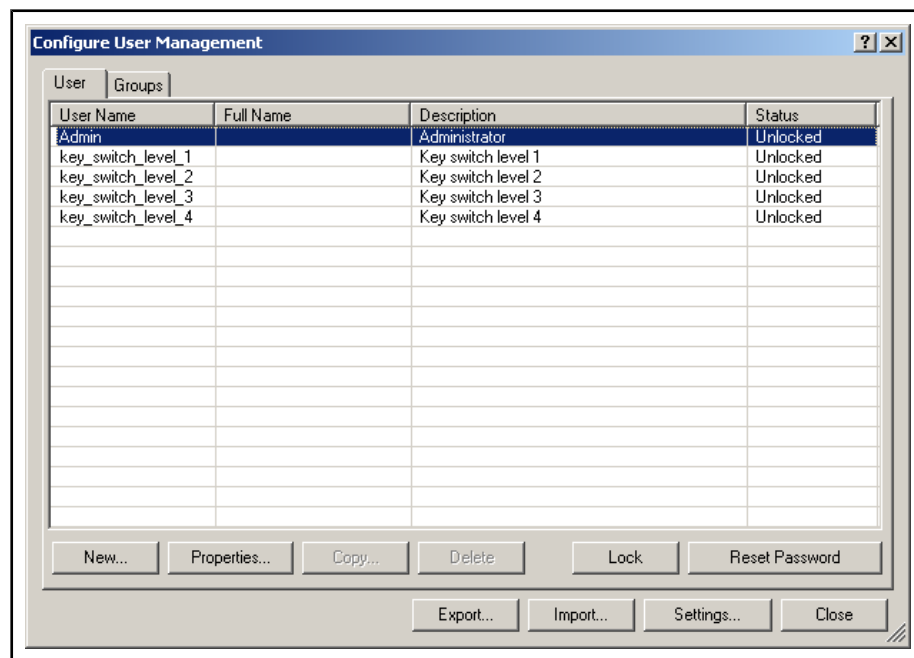 Configure User Management
User Groups
User Name Full Name Description Status
Admin Administrator Unlocked
key_switch_level_1 Key switch level 1 Unlocked
key_switch_level_2 Key switch level 2 Unlocked
key_switch_level_3 Key switch level 3 Unlocked
key_switch_level_4 Key switch level 4 Unlocked
New... Properties... Copy... Delete Lock Reset Password
Export... Import... Settings... Close